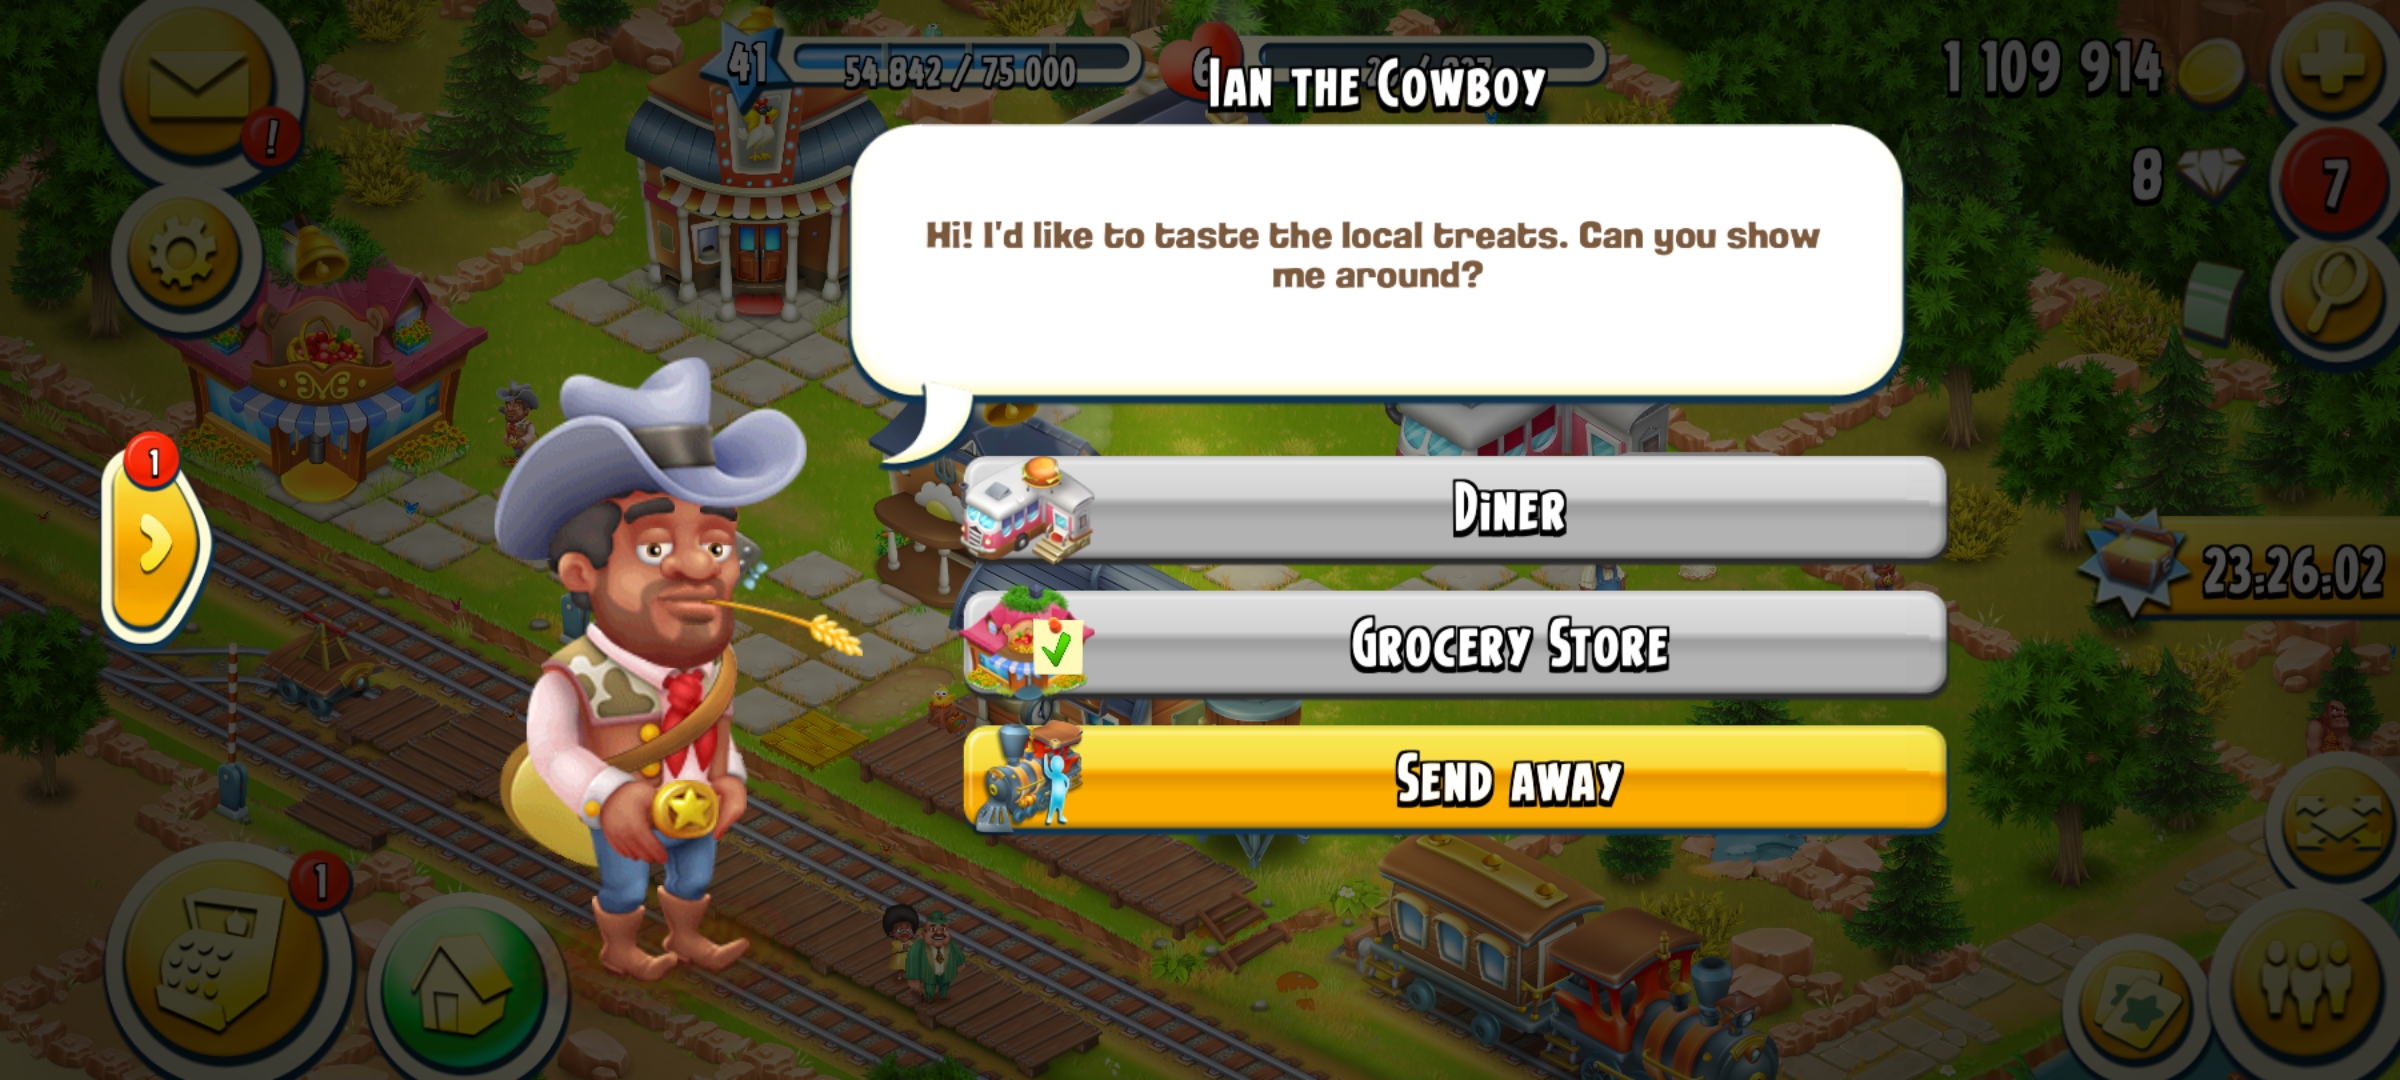 41
54 842 / 75 000
6
IAN THE COWBOY
1 109 914
8
7
!
Hi! I'd like to taste the local treats. Can you show
me around?
1
DINER
GROCERY STORE
23:26:02
SEND AWAY
1